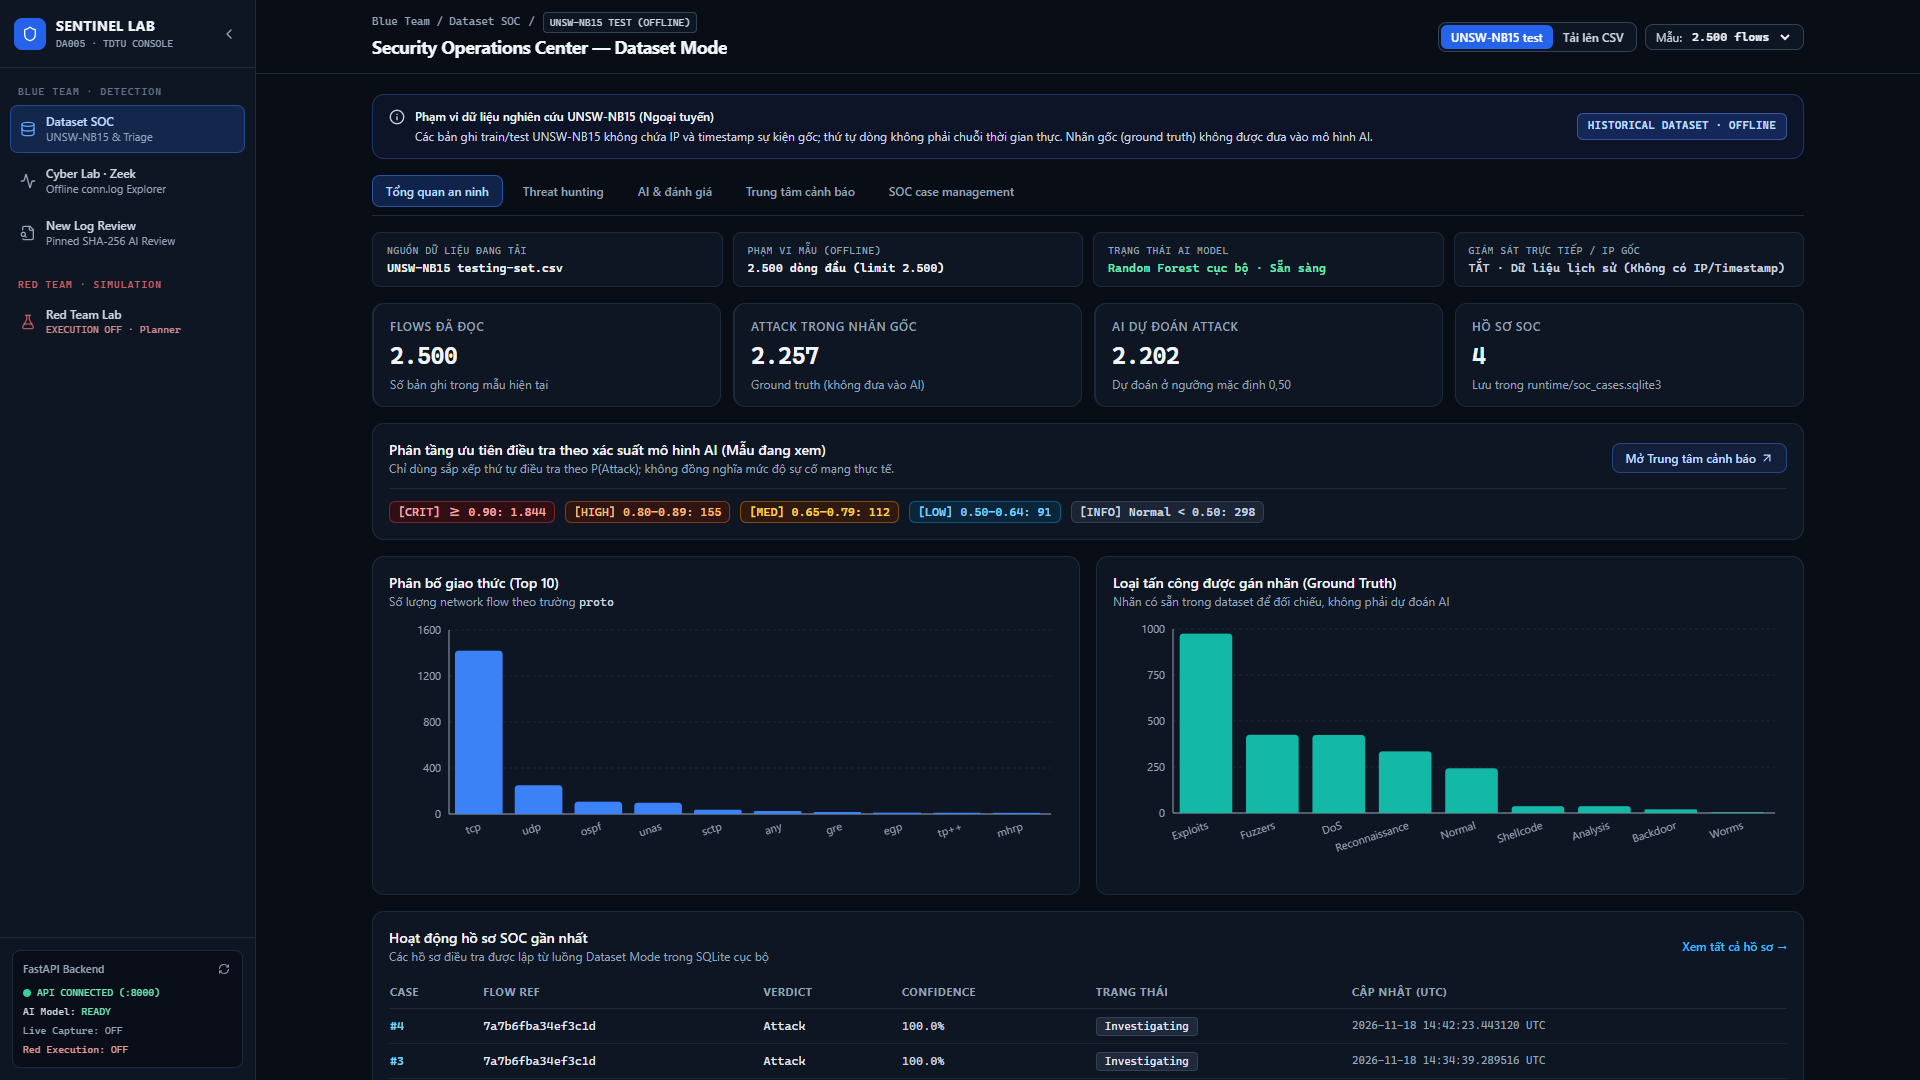 SENTINEL LAB
DA005 · TDTU CONSOLE
BLUE TEAM · DETECTION
Dataset SOC
UNSW-NB15 & Triage
Cyber Lab · Zeek
Offline conn.log Explorer
New Log Review
Pinned SHA-256 AI Review
RED TEAM · SIMULATION
Red Team Lab
EXECUTION OFF · Planner
FastAPI Backend
API CONNECTED (:8000)
AI Model: READY
Live Capture: OFF
Red Execution: OFF
Blue Team / Dataset SOC / UNSW-NB15 TEST (OFFLINE)
Security Operations Center — Dataset Mode
UNSW-NB15 test
Tải lên CSV
Mẫu: 2.500 flows
Phạm vi dữ liệu nghiên cứu UNSW-NB15 (Ngoại tuyến)
Các bản ghi train/test UNSW-NB15 không chứa IP và timestamp sự kiện gốc; thứ tự dòng không phải chuỗi thời gian thực. Nhãn gốc (ground truth) không được đưa vào mô hình AI.
HISTORICAL DATASET · OFFLINE
Tổng quan an ninh
Threat hunting
AI & đánh giá
Trung tâm cảnh báo
SOC case management
NGUỒN DỮ LIỆU ĐANG TẢI
UNSW-NB15 testing-set.csv
PHẠM VI MẪU (OFFLINE)
2.500 dòng đầu (limit 2.500)
TRẠNG THÁI AI MODEL
Random Forest cục bộ · Sẵn sàng
GIÁM SÁT TRỰC TIẾP / IP GỐC
TẮT · Dữ liệu lịch sử (Không có IP/Timestamp)
FLOWS ĐÃ ĐỌC
2.500
Số bản ghi trong mẫu hiện tại
ATTACK TRONG NHÃN GỐC
2.257
Ground truth (không đưa vào AI)
AI DỰ ĐOÁN ATTACK
2.202
Dự đoán ở ngưỡng mặc định 0,50
HỒ SƠ SOC
4
Lưu trong runtime/soc_cases.sqlite3
Phân tầng ưu tiên điều tra theo xác suất mô hình AI (Mẫu đang xem)
Chỉ dùng sắp xếp thứ tự điều tra theo P(Attack); không đồng nghĩa mức độ sự cố mạng thực tế.
Mở Trung tâm cảnh báo ↗
[CRIT] ≥ 0.90: 1.844
[HIGH] 0.80–0.89: 155
[MED] 0.65–0.79: 112
[LOW] 0.50–0.64: 91
[INFO] Normal < 0.50: 298
Phân bố giao thức (Top 10)
Số lượng network flow theo trường proto
1600
1200
800
400
0
tcp
udp
ospf
unas
sctp
any
gre
egp
tp++
mhrp
Loại tấn công được gán nhãn (Ground Truth)
Nhãn có sẵn trong dataset để đối chiếu, không phải dự đoán AI
1000
750
500
250
0
Exploits
Fuzzers
DoS
Reconnaissance
Normal
Shellcode
Analysis
Backdoor
Worms
Hoạt động hồ sơ SOC gần nhất
Các hồ sơ điều tra được lập từ luồng Dataset Mode trong SQLite cục bộ
Xem tất cả hồ sơ →
CASE FLOW REF VERDICT CONFIDENCE TRẠNG THÁI CẬP NHẬT (UTC)
#4 7a7b6fba34ef3c1d Attack 100.0% Investigating 2026-11-18 14:42:23.443120 UTC
#3 7a7b6fba34ef3c1d Attack 100.0% Investigating 2026-11-18 14:34:39.289516 UTC